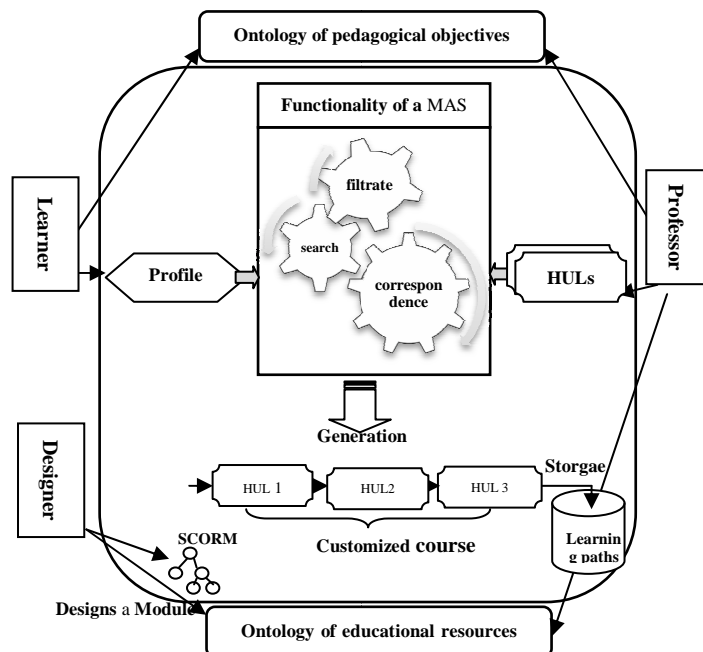 Ontology of pedagogical objectives
Functionality of a MAS
filtrate
search
correspon
dence
Learner
Profile
HULs
Professor
Generation
Designer
Storgae
HUL 1
HUL2
HUL 3
Learnin
g paths
SCORM
Customized course
Designs a Module
Ontology of educational resources